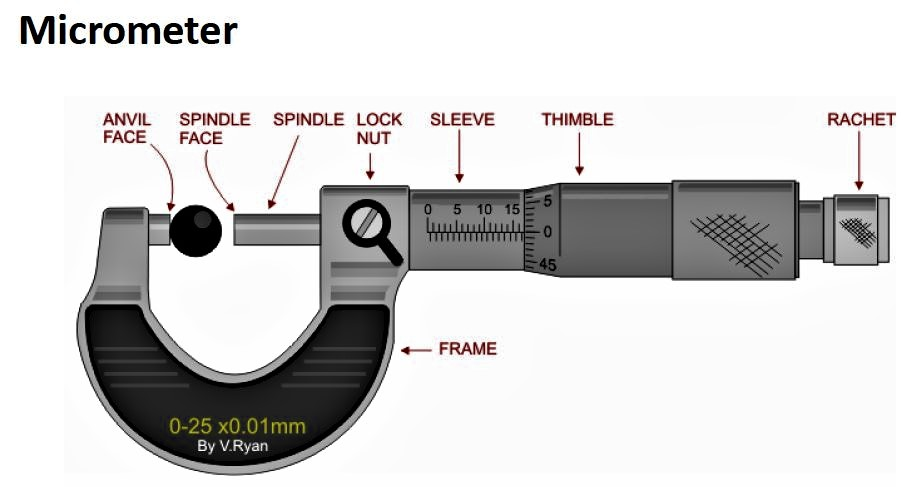 Micrometer
ANVIL FACE
SPINDLE FACE
SPINDLE
LOCK NUT
SLEEVE
THIMBLE
RACHET
0 5 10 15
5
0
45
FRAME
0-25 x0.01mm
By V.Ryan